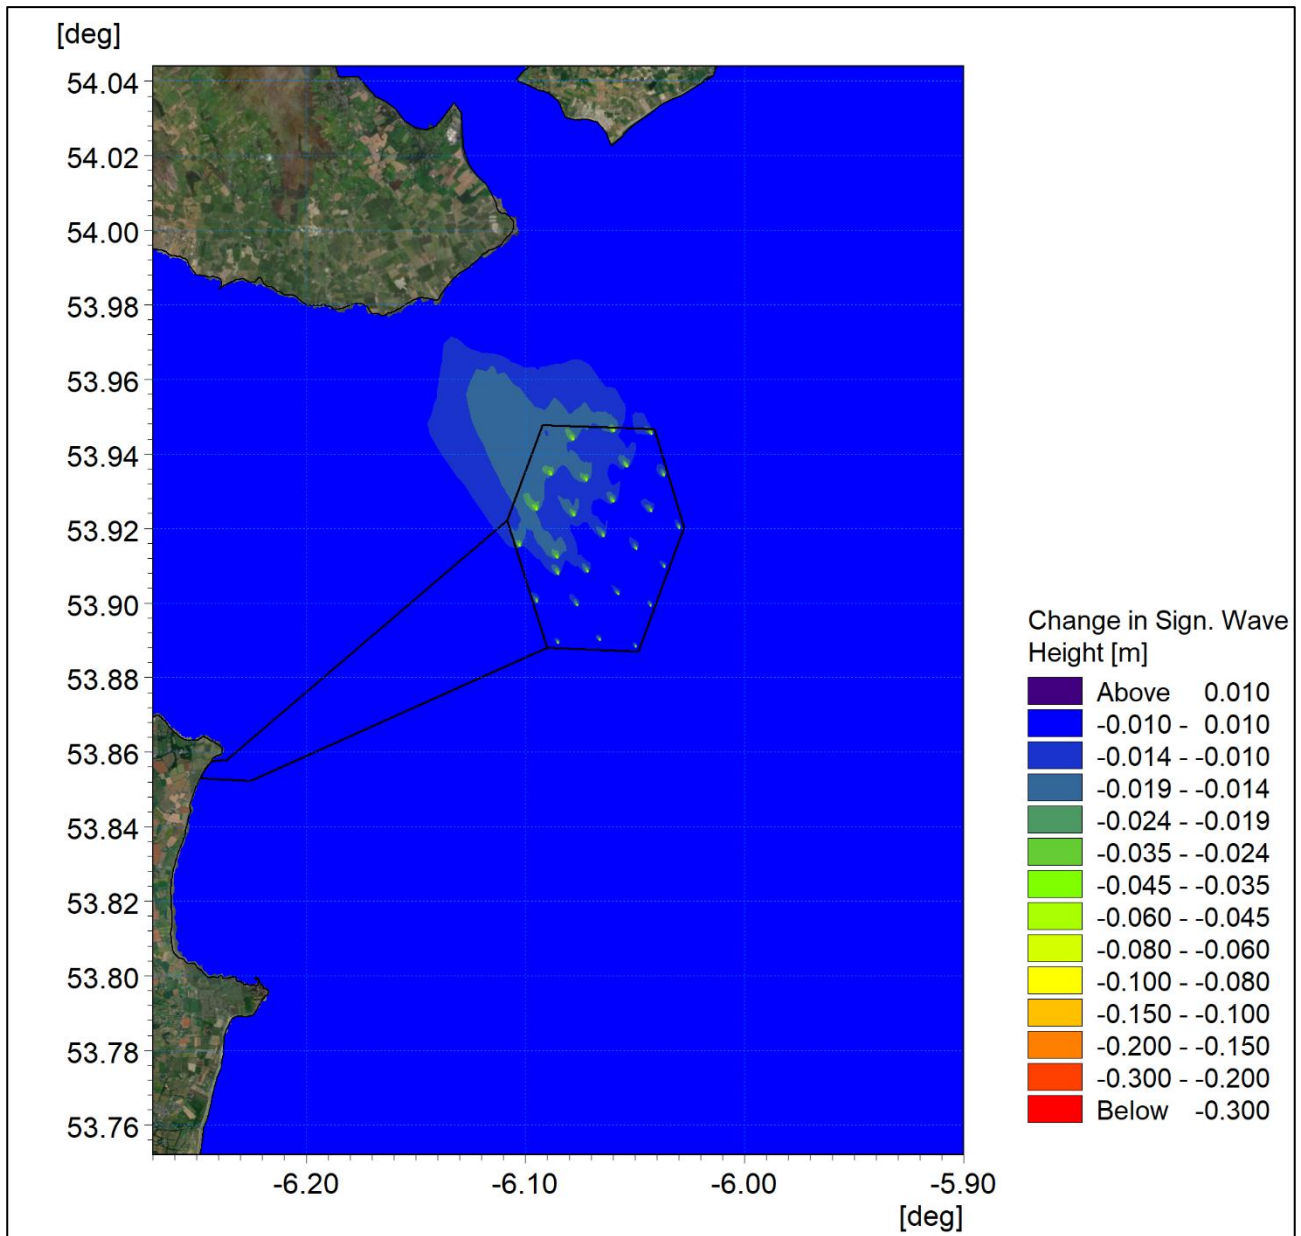 [deg]
54.04
54.02
54.00
53.98
53.96
53.94
53.92
53.90
53.88
53.86
53.84
53.82
53.80
53.78
53.76
-6.20 -6.10 -6.00 -5.90
[deg]
Change in Sign. Wave
Height [m]
Above 0.010
-0.010 - 0.010
-0.014 - -0.010
-0.019 - -0.014
-0.024 - -0.019
-0.035 - -0.024
-0.045 - -0.035
-0.060 - -0.045
-0.080 - -0.060
-0.100 - -0.080
-0.150 - -0.100
-0.200 - -0.150
-0.300 - -0.200
Below -0.300